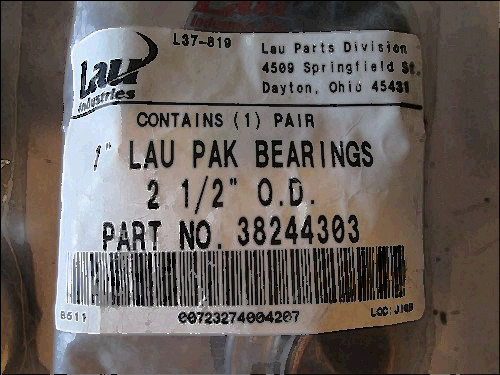 Lau
Industries
L37-819
Lau Parts Division
4509 Springfield St.
Dayton, Ohio 45431
CONTAINS (1) PAIR
1" LAU PAK BEARINGS
2 1/2" O.D.
PART NO. 38244303
B511
00723274004207
LOC: